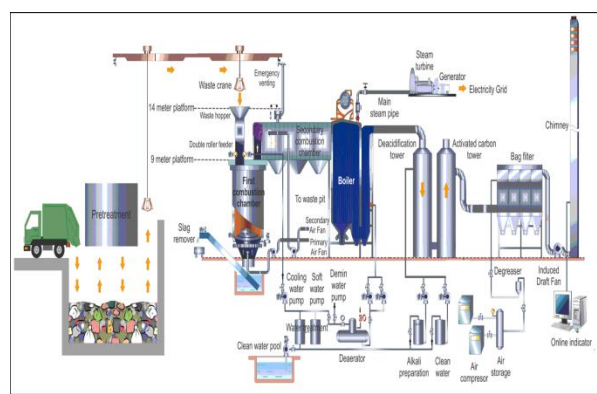 Steam
turbine
Generator
Electricity Grid
Main
steam pipe
Waste crane
Emergency
venting
14 meter platform
Waste hopper
Double roller feeder
9 meter platform
Secondary
combustion
chamber
First
combustion
chamber
Boiler
Deacidification
tower
Activated carbon
tower
Bag filter
Chimney
Pretreatment
To waste pit
Slag
remover
Secondary
Air Fan
Primary
Air Fan
Cooling
water
pump
Soft
water
pump
Demin
water
pump
Water treatment
Clean water pool
Deaerator
Alkali
preparation
Clean
water
Degreaser
Induced
Draft Fan
Air
compresor
Air
storage
Online indicator